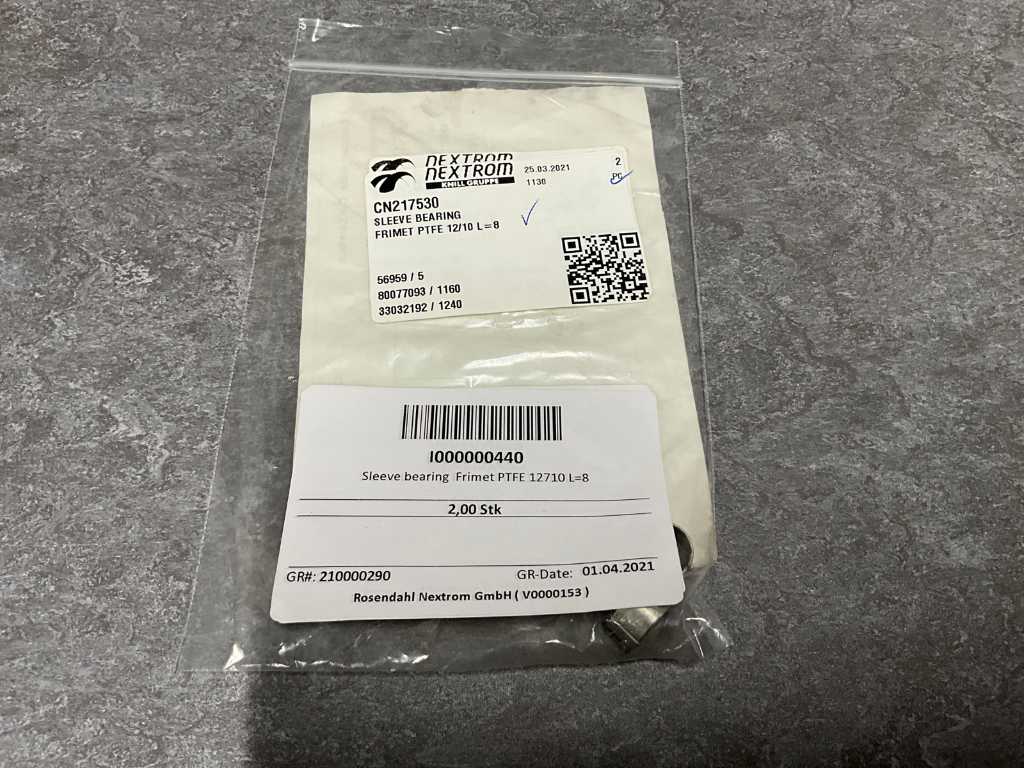 NEXTROM
NEXTROM
KNILL GRUPPE
25.03.2021
1130
2
PC
CN217530
SLEEVE BEARING
FRIMET PTFE 12/10 L=8
56959 / 5
80077093 / 1160
33032192 / 1240
I000000440
Sleeve bearing Frimet PTFE 12710 L=8
2,00 Stk
GR#: 210000290
GR-Date: 01.04.2021
Rosendahl Nextrom GmbH ( V0000153 )